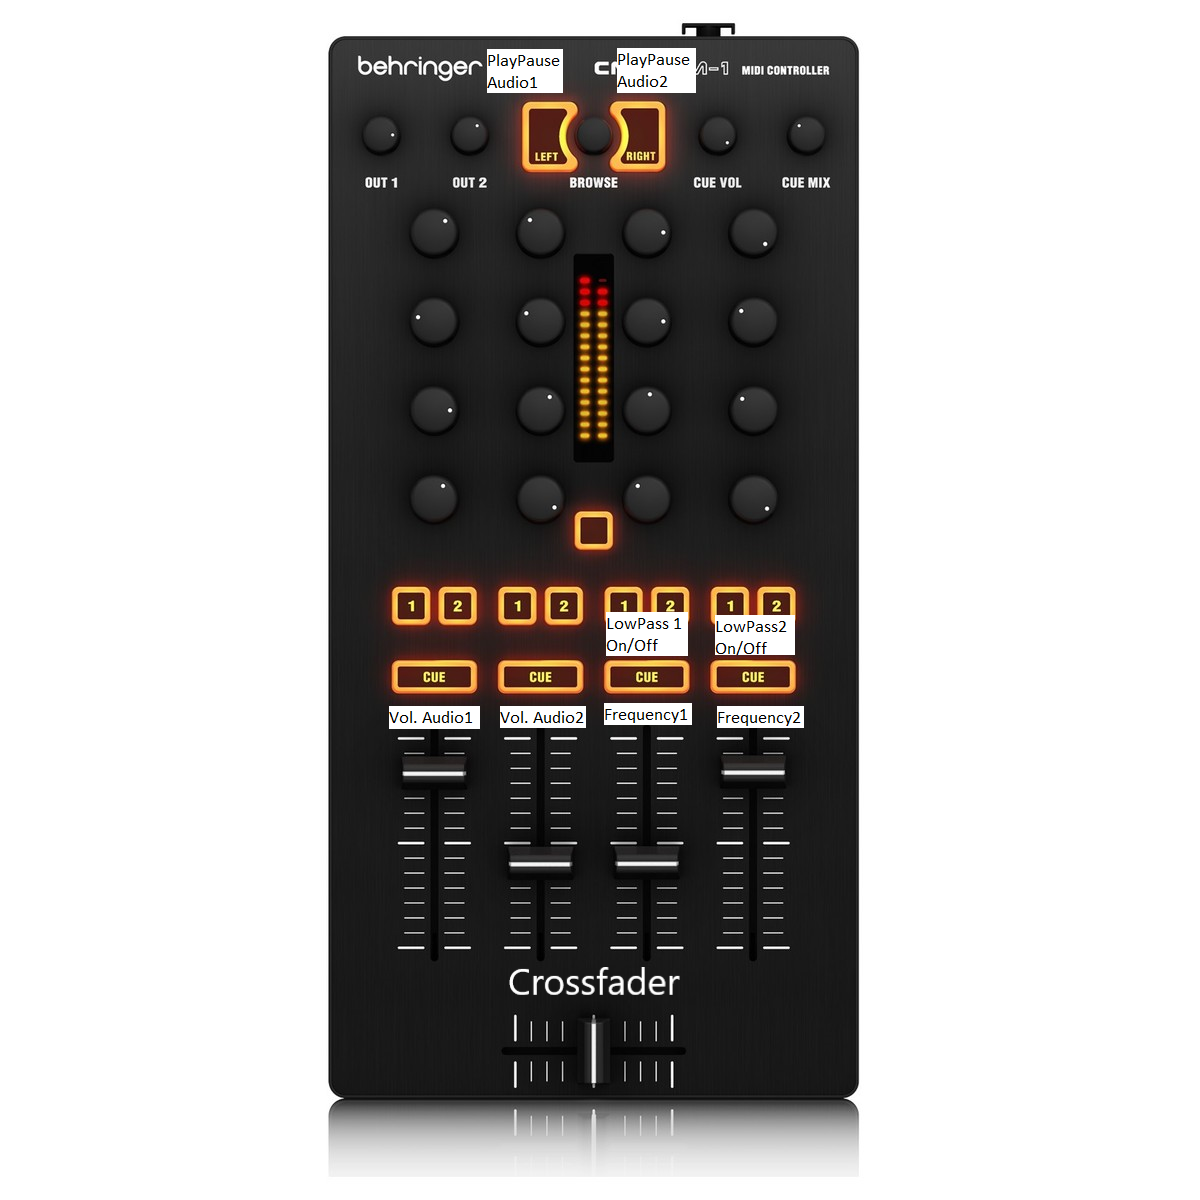 behringer
PlayPause
Audio1
PlayPause
Audio2
MIDI CONTROLLER
LEFT
RIGHT
OUT 1
OUT 2
BROWSE
CUE VOL
CUE MIX
1 2 1 2 1 2 1 2
LowPass 1
On/Off
LowPass2
On/Off
CUE CUE CUE CUE
Vol. Audio1
Vol. Audio2
Frequency1
Frequency2
Crossfader